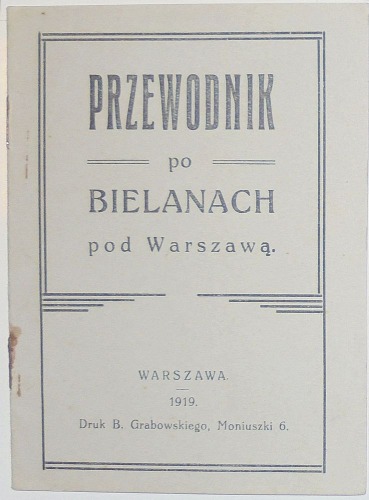 PRZEWODNIK
po
BIELANACH
pod Warszawą.
WARSZAWA.
1919.
Druk B. Grabowskiego, Moniuszki 6.